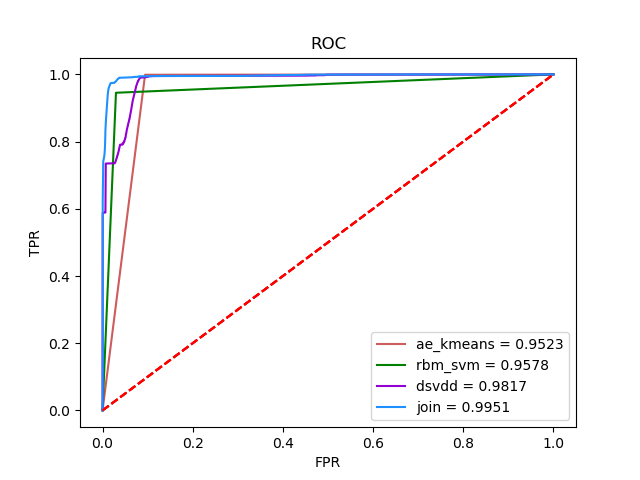 ROC
TPR
1.0
0.8
0.6
0.4
0.2
0.0
ae_kmeans = 0.9523
rbm_svm = 0.9578
dsvdd = 0.9817
join = 0.9951
0.0 0.2 0.4 0.6 0.8 1.0
FPR